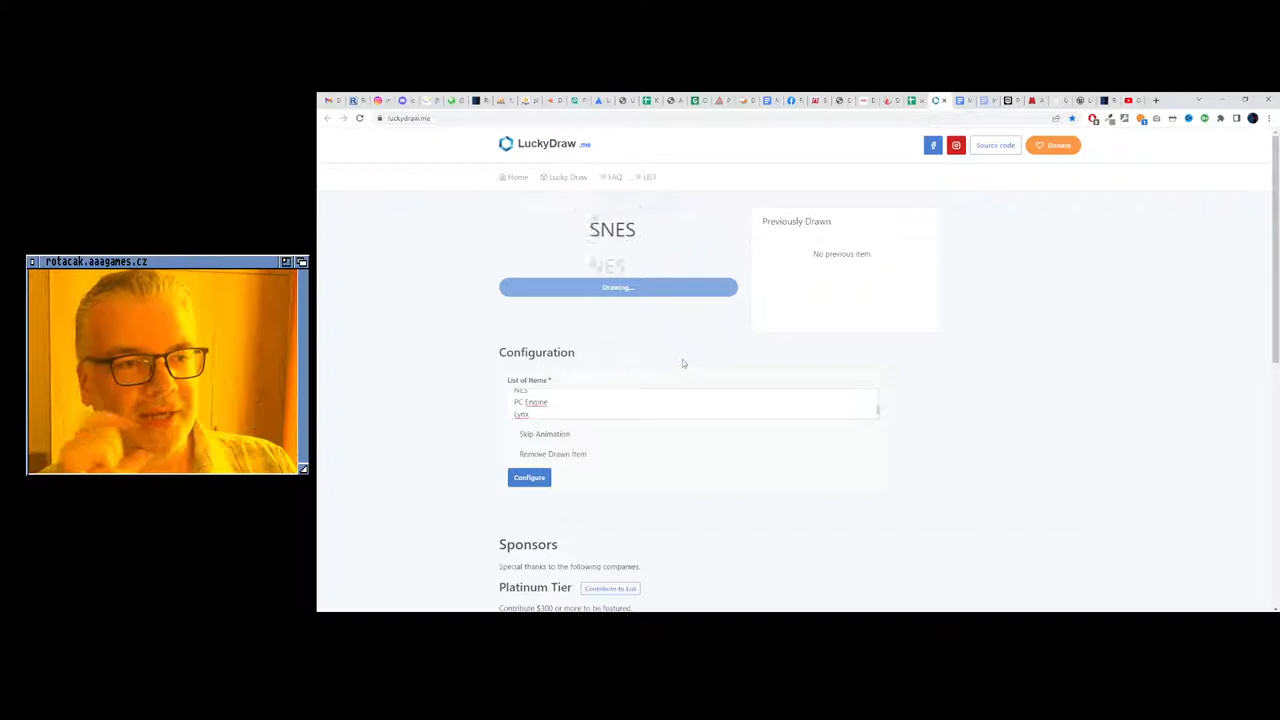 luckydraw.me
LuckyDraw .me
Source code
Donate
Home
Lucky Draw
FAQ
LIST
SNES
NES
Drawing...
Previously Drawn
No previous item.
rotacak.aaagames.cz
Configuration
List of Items *
NES
PC Engine
Lynx
Skip Animation
Remove Drawn Item
Configure
Sponsors
Special thanks to the following companies.
Platinum Tier
Contribute to List
Contribute $300 or more to be featured.